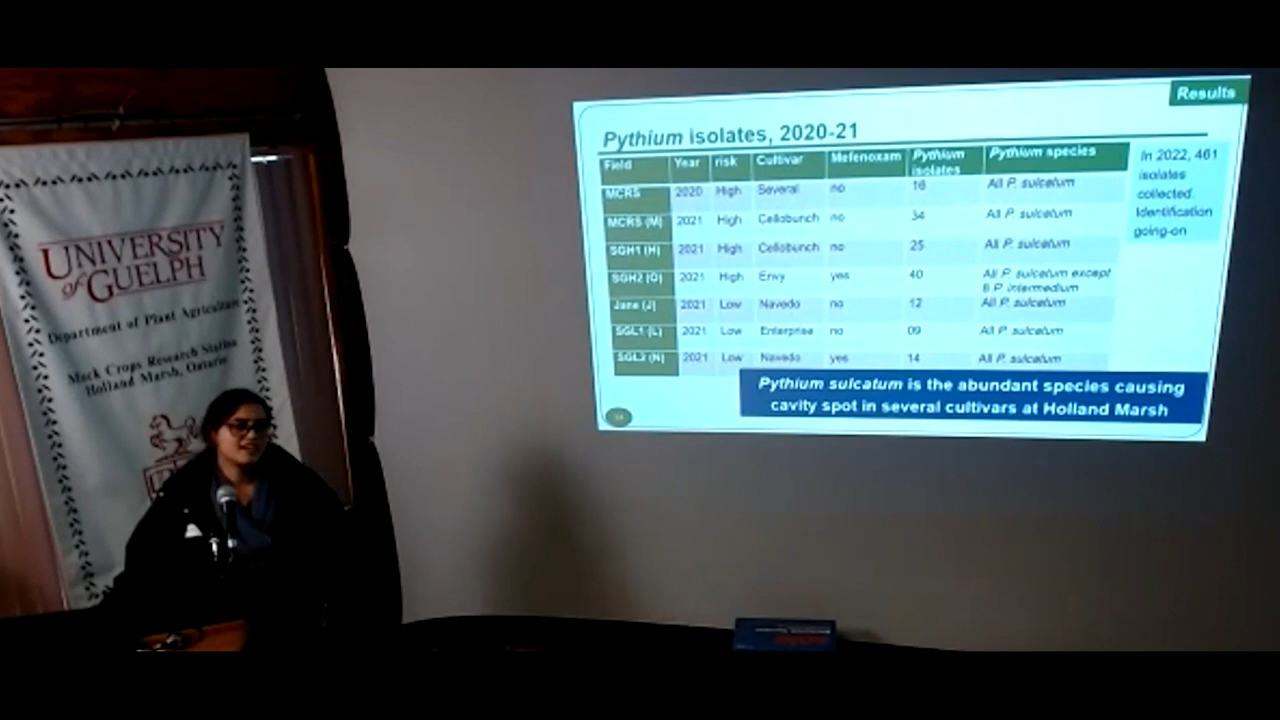 UNIVERSITY
of GUELPH
Department of Plant Agriculture
Muck Crops Research Station
Holland Marsh, Ontario
Results
Pythium isolates, 2020-21
Field Year risk Cultivar Mefenoxam Pythium isolates Pythium species
MCRS 2020 High Several no 16 All P. sulcatum
MCRS (M) 2021 High Cellobunch no 34 All P. sulcatum
SGH1 (H) 2021 High Cellobunch no 25 All P. sulcatum
SGH2 (O) 2021 High Envy yes 40 All P. sulcatum except
P. intermedium
Jane (J) 2021 Low Navedo no 12 All P. sulcatum
SGL1 (L) 2021 Low Enterprise no 09 All P. sulcatum
SGL2 (N) 2021 Low Navedo yes 14 All P. sulcatum
In 2022, 461
isolates
collected.
Identification
going-on
Pythium sulcatum is the abundant species causing
cavity spot in several cultivars at Holland Marsh